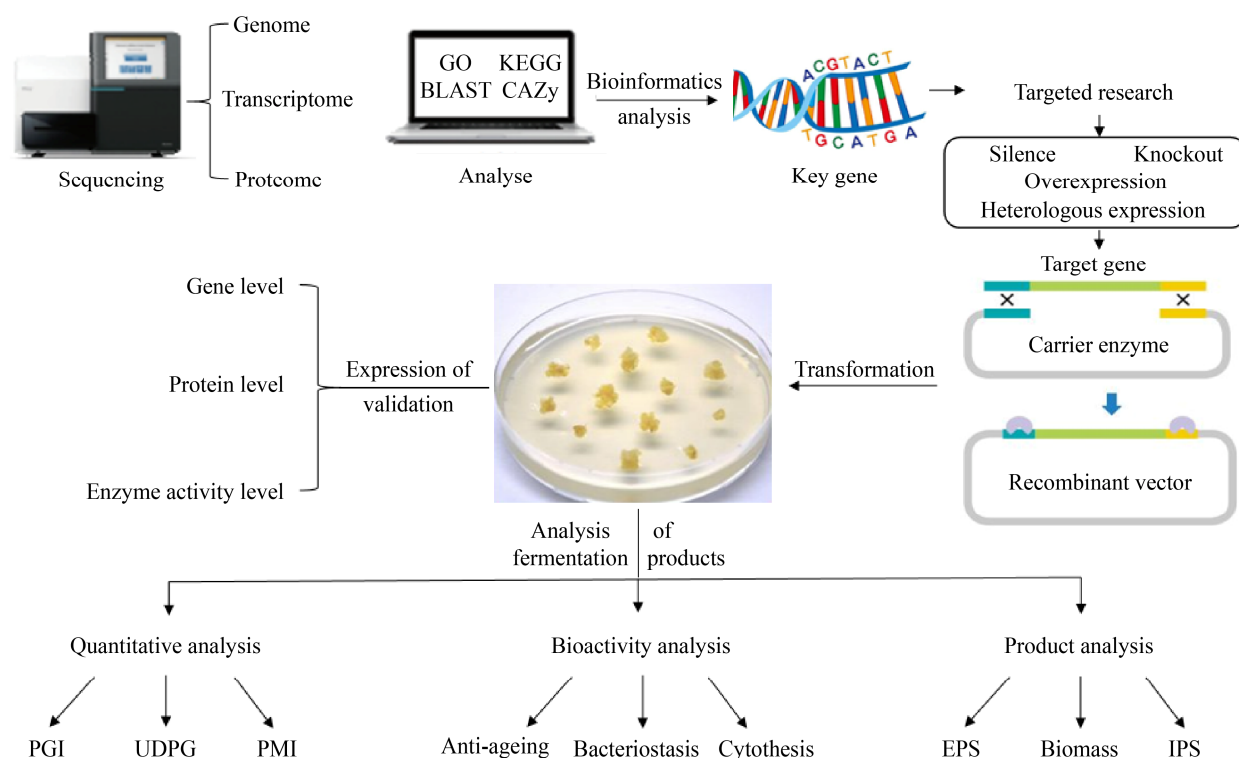 Genome
Transcriptome
Proteome
Sequencing
GO KEGG
BLAST CAZy
Analyse
Bioinformatics
analysis
ACGTACT
TGCATGA
Key gene
Targeted research
Silence Knockout
Overexpression
Heterologous expression
Target gene
Carrier enzyme
Recombinant vector
Transformation
Expression of
validation
Gene level
Protein level
Enzyme activity level
Analysis of
fermentation products
Quantitative analysis
Bioactivity analysis
Product analysis
PGI
UDPG
PMI
Anti-ageing
Bacteriostasis
Cytothesis
EPS
Biomass
IPS